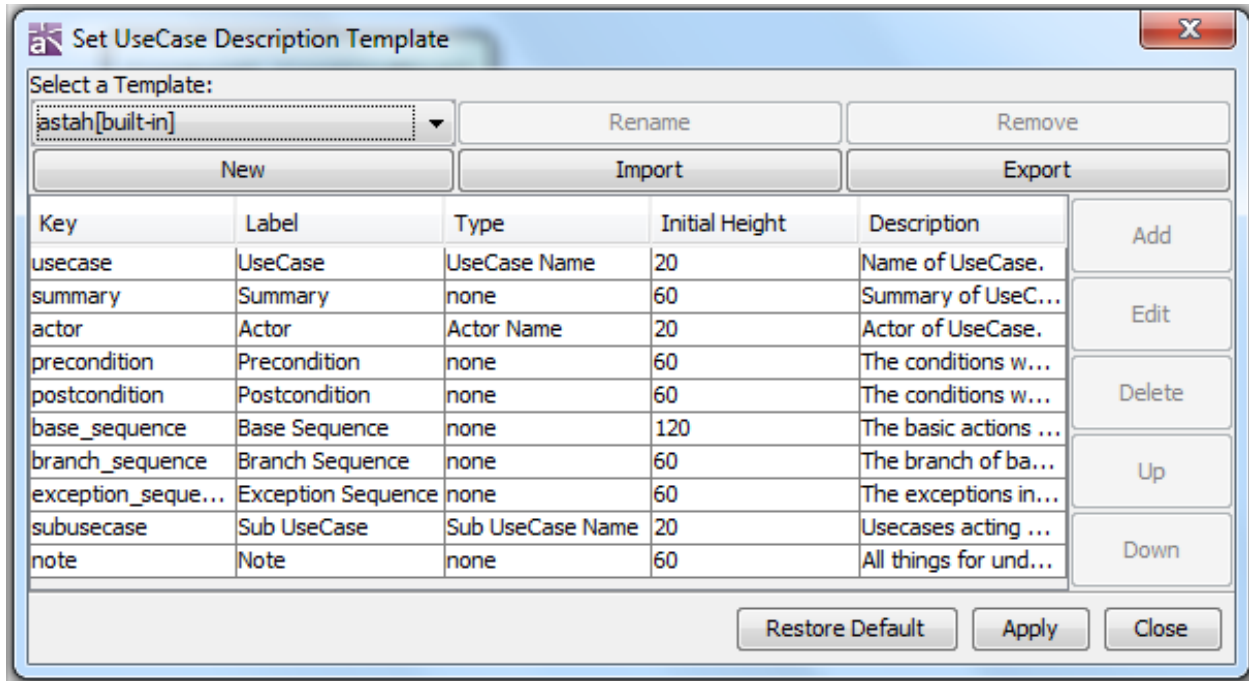 Set UseCase Description Template
Select a Template:
astah[built-in] Rename Remove
New Import Export
Key Label Type Initial Height Description
usecase UseCase UseCase Name 20 Name of UseCase.
summary Summary none 60 Summary of UseC...
actor Actor Actor Name 20 Actor of UseCase.
precondition Precondition none 60 The conditions w...
postcondition Postcondition none 60 The conditions w...
base_sequence Base Sequence none 120 The basic actions ...
branch_sequence Branch Sequence none 60 The branch of ba...
exception_seque... Exception Sequence none 60 The exceptions in...
subusecase Sub UseCase Sub UseCase Name 20 Usecases acting ...
note Note none 60 All things for und...
Add
Edit
Delete
Up
Down
Restore Default Apply Close